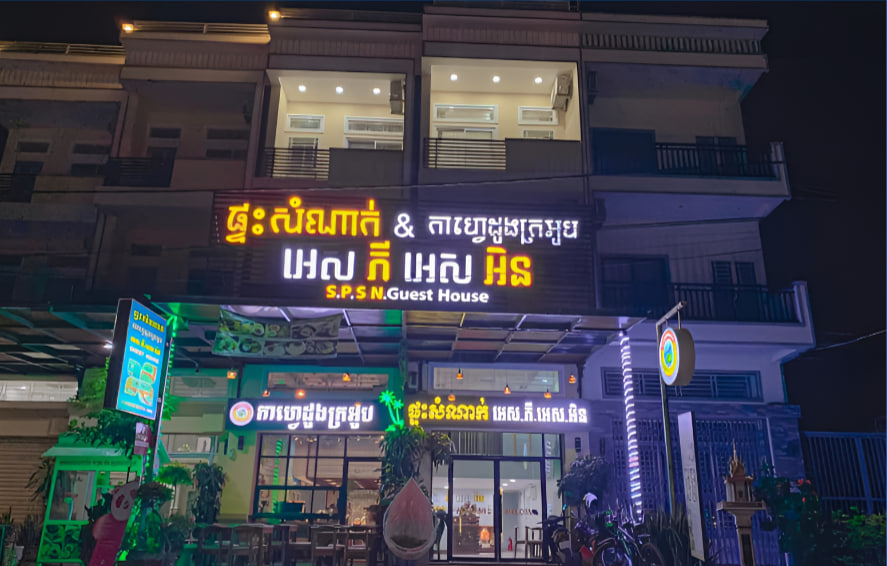 ផ្ទះសំណាក់ & កាហ្វេដូងក្រអូប
អេស ភី អេស អិន
S.P.S N.Guest House
កាហ្វេដូងក្រអូប
ផ្ទះសំណាក់ អេស.ភី.អេស.អិន